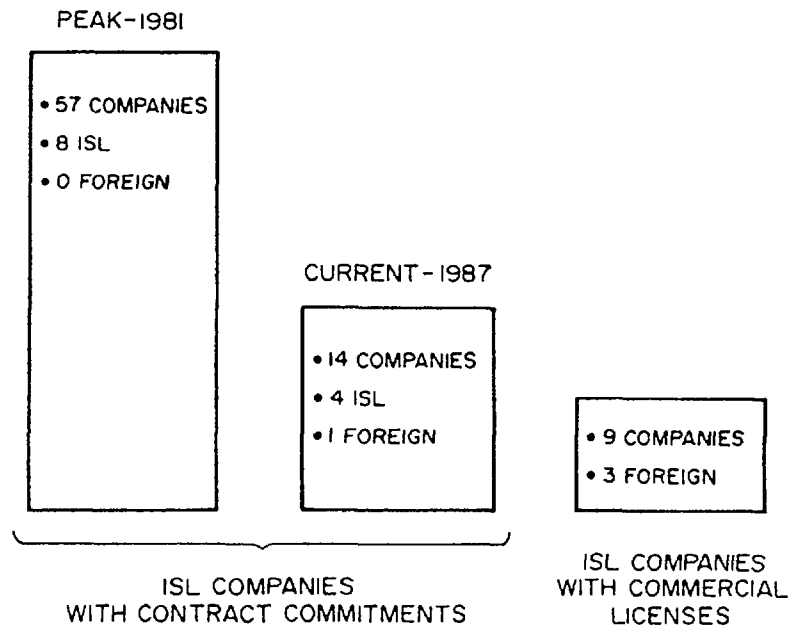 PEAK-1981
• 57 COMPANIES
• 8 ISL
• 0 FOREIGN
CURRENT-1987
• 14 COMPANIES
• 4 ISL
• 1 FOREIGN
• 9 COMPANIES
• 3 FOREIGN
ISL COMPANIES
WITH CONTRACT COMMITMENTS
ISL COMPANIES
WITH COMMERCIAL
LICENSES